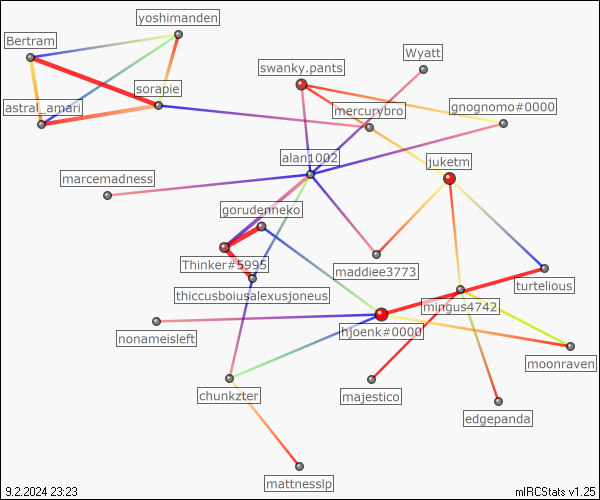 yoshimanden
Bertram
Wyatt
swanky.pants
sorapie
astral_amari
mercurybro
gnognomo#0000
alan1002
juketm
marcemadness
gorudenneko
Thinker#5995
maddiee3773
thiccusboiusalexusjoneus
turtelious
mingus4742
nonameisleft
hjoenk#0000
moonraven
chunkzter
majestico
edgepanda
mattnesslp
9.2.2024 23:23
mIRCStats v1.25